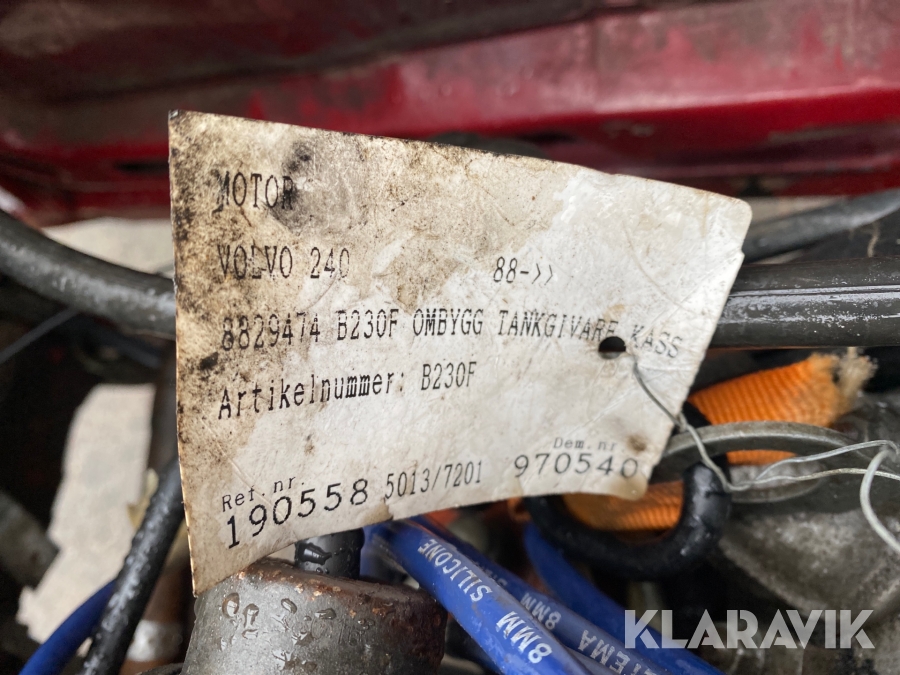 MOTOR
VOLVO 240 88->>
8829474 B230F OMBYGG TANKGIVARE KASS
Artikelnummer: B230F
Ref.nr 5013/7201 Dem.nr
190558 970540
8MM SILICONE
TEMA 8MM
KLARAVIK